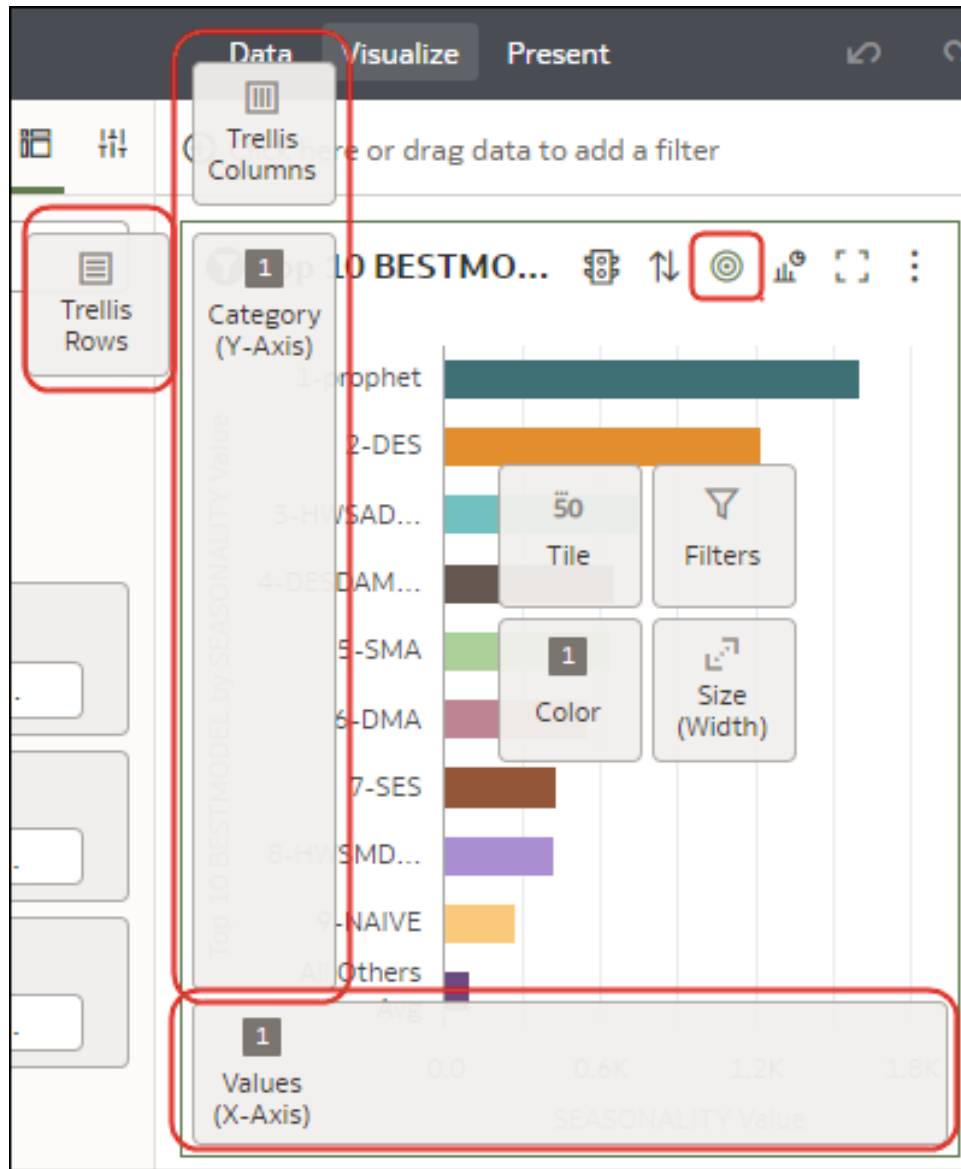 Data Visualize Present
Trellis
Columns
Click here or drag data to add a filter
Trellis
Rows
1
Top 10 BESTMO...
Category
(Y-Axis)
Top 10 BESTMODEL by SEASONALITY Value
1-prophet
2-DES
3-HWSAD...
4-DESDAM...
5-SMA
6-DMA
7-SES
8-HWSMD...
9-NAIVE
All Others
Avg
50
Tile
Filters
1
Color
Size
(Width)
1
Values
(X-Axis)
0.0 0.6K 1.2K 1.8K
SEASONALITY Value